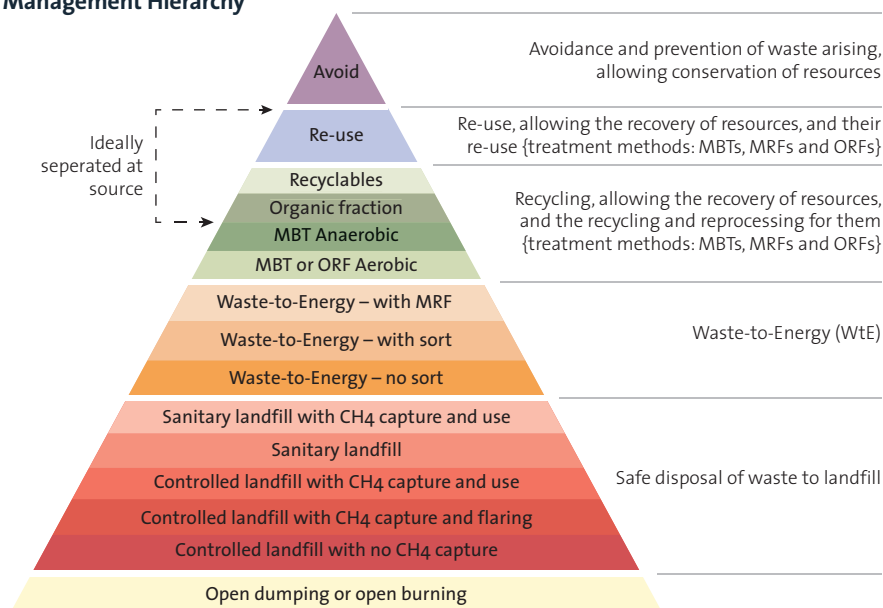 Management Hierarchy
Avoid
Avoidance and prevention of waste arising,
allowing conservation of resources
Ideally
seperated at
source
Re-use
Re-use, allowing the recovery of resources, and their
re-use {treatment methods: MBTs, MRFs and ORFs}
Recyclables
Organic fraction
MBT Anaerobic
MBT or ORF Aerobic
Recycling, allowing the recovery of resources,
and the recycling and reprocessing for them
{treatment methods: MBTs, MRFs and ORFs}
Waste-to-Energy – with MRF
Waste-to-Energy – with sort
Waste-to-Energy – no sort
Waste-to-Energy (WtE)
Sanitary landfill with CH4 capture and use
Sanitary landfill
Controlled landfill with CH4 capture and use
Controlled landfill with CH4 capture and flaring
Controlled landfill with no CH4 capture
Safe disposal of waste to landfill
Open dumping or open burning